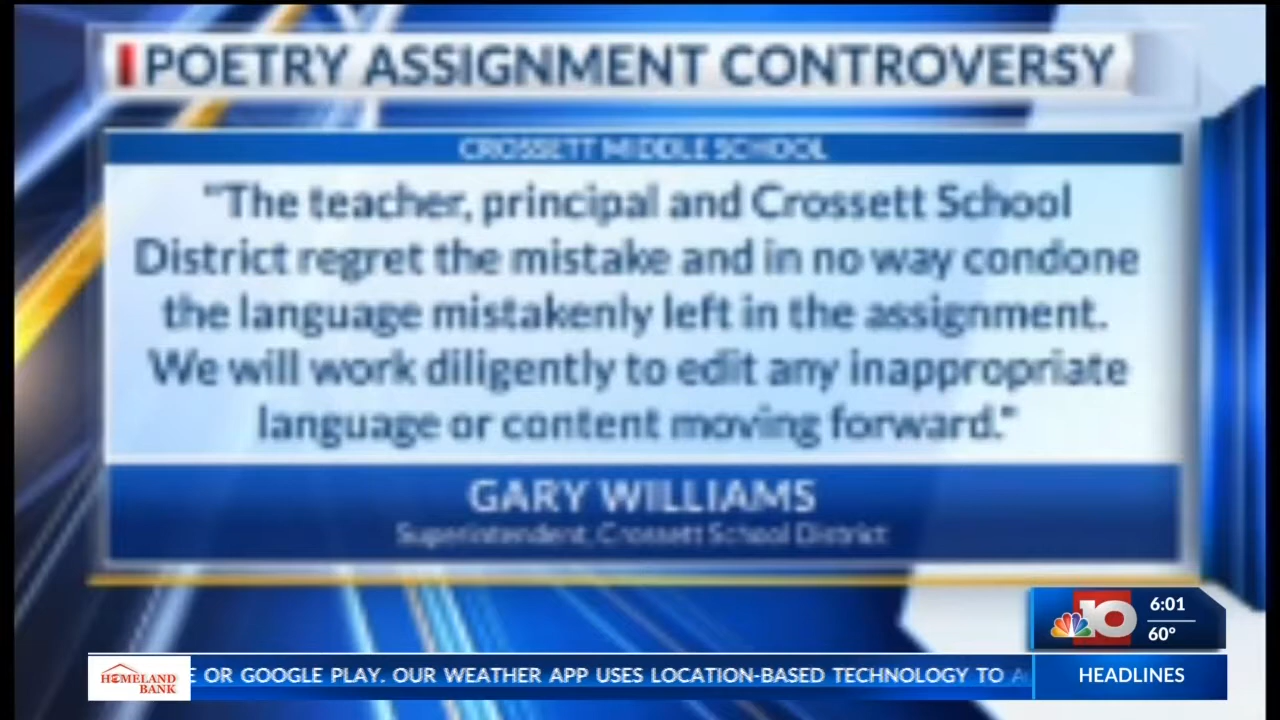 POETRY ASSIGNMENT CONTROVERSY
CROSSETT MIDDLE SCHOOL
"The teacher, principal and Crossett School
District regret the mistake and in no way condone
the language mistakenly left in the assignment.
We will work diligently to edit any inappropriate
language or content moving forward."
GARY WILLIAMS
Superintendent, Crossett School District
10
6:01
60°
HOMELAND
BANK
E OR GOOGLE PLAY. OUR WEATHER APP USES LOCATION-BASED TECHNOLOGY TO
HEADLINES